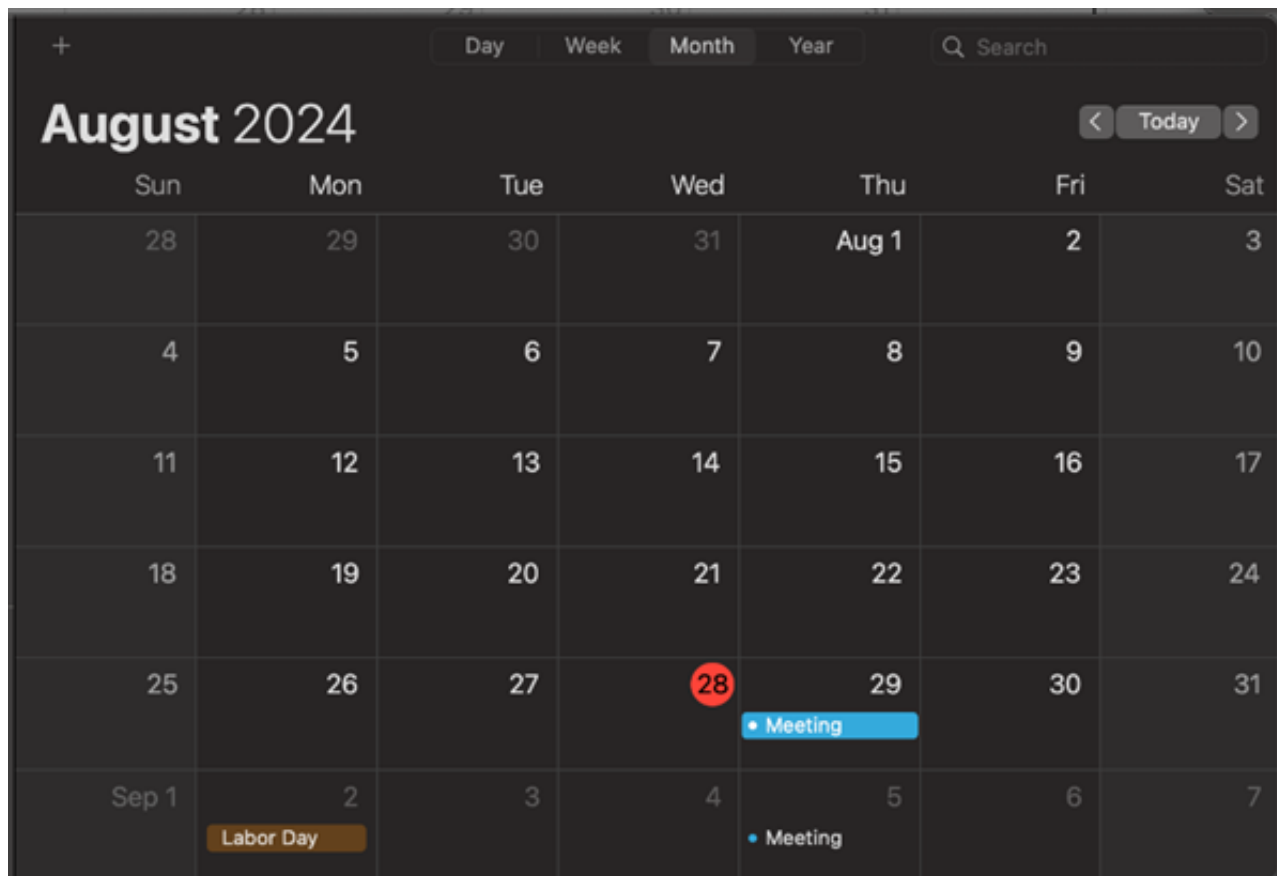 + Day Week Month Year Search
August 2024 < Today >
Sun Mon Tue Wed Thu Fri Sat
28 29 30 31 Aug 1 2 3
4 5 6 7 8 9 10
11 12 13 14 15 16 17
18 19 20 21 22 23 24
25 26 27 28 29 30 31
• Meeting
Sep 1 2 3 4 5 6 7
Labor Day • Meeting